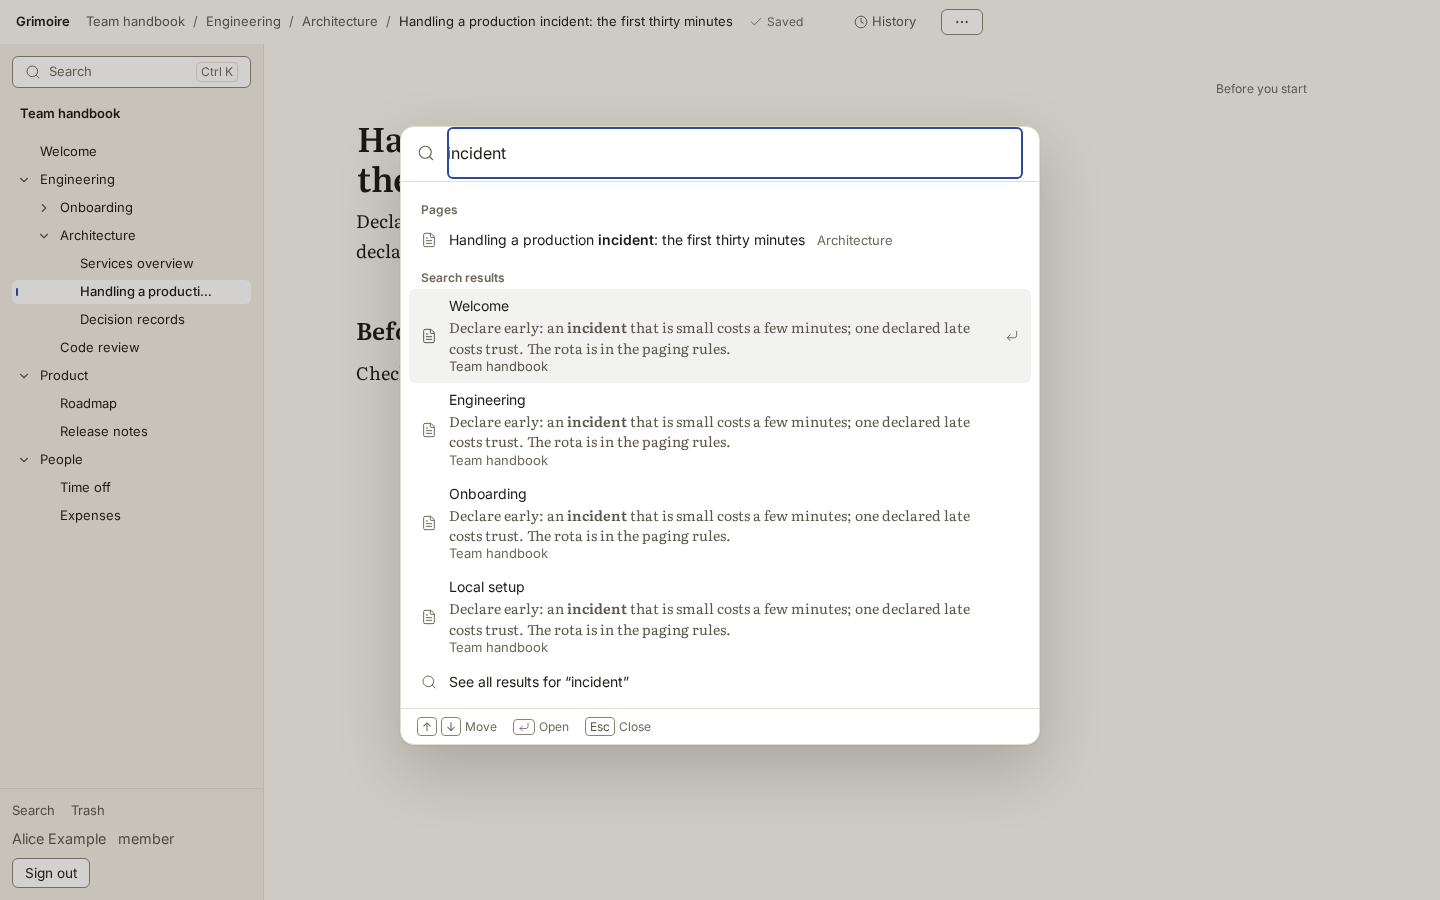 Grimoire Team handbook / Engineering / Architecture / Handling a production incident: the first thirty minutes Saved History
Search Ctrl K
Team handbook
Welcome
Engineering
Onboarding
Architecture
Services overview
Handling a producti...
Decision records
Code review
Product
Roadmap
Release notes
People
Time off
Expenses
Search Trash
Alice Example member
Sign out
Before you start
incident
Pages
Handling a production incident: the first thirty minutes Architecture
Search results
Welcome
Declare early: an incident that is small costs a few minutes; one declared late
costs trust. The rota is in the paging rules.
Team handbook
Engineering
Declare early: an incident that is small costs a few minutes; one declared late
costs trust. The rota is in the paging rules.
Team handbook
Onboarding
Declare early: an incident that is small costs a few minutes; one declared late
costs trust. The rota is in the paging rules.
Team handbook
Local setup
Declare early: an incident that is small costs a few minutes; one declared late
costs trust. The rota is in the paging rules.
Team handbook
See all results for “incident”
Move Open Esc Close